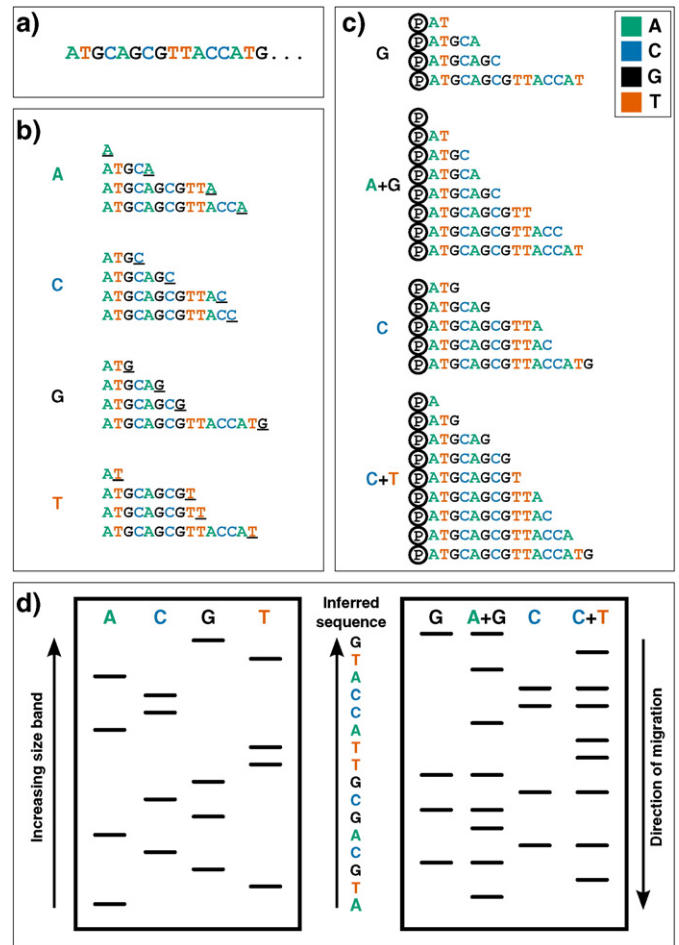 a)
ATGCAGCGTTACCATG...
b)
A
A
ATGCA
ATGCAGCGTTA
ATGCAGCGTTACCA
C
ATGC
ATGCAGC
ATGCAGCGTTAC
ATGCAGCGTTACC
G
ATG
ATGCAG
ATGCAGCG
ATGCAGCGTTACCATG
T
AT
ATGCAGCGT
ATGCAGCGTT
ATGCAGCGTTACCAT
c)
G
P AT
P ATGCA
P ATGCAGC
P ATGCAGCGTTACCAT
A+G
P
P AT
P ATGC
P ATGCA
P ATGCAGC
P ATGCAGCGTT
P ATGCAGCGTTACC
P ATGCAGCGTTACCAT
C
P ATG
P ATGCAG
P ATGCAGCGTTA
P ATGCAGCGTTAC
P ATGCAGCGTTACCATG
C+T
P A
P ATG
P ATGCAG
P ATGCAGCG
P ATGCAGCGT
P ATGCAGCGTTA
P ATGCAGCGTTAC
P ATGCAGCGTTACCA
P ATGCAGCGTTACCATG
A
C
G
T
d)
A C G T
Increasing size band
Inferred
sequence
G
T
A
C
C
A
T
T
G
C
G
A
C
G
T
A
G A+G C C+T
Direction of migration